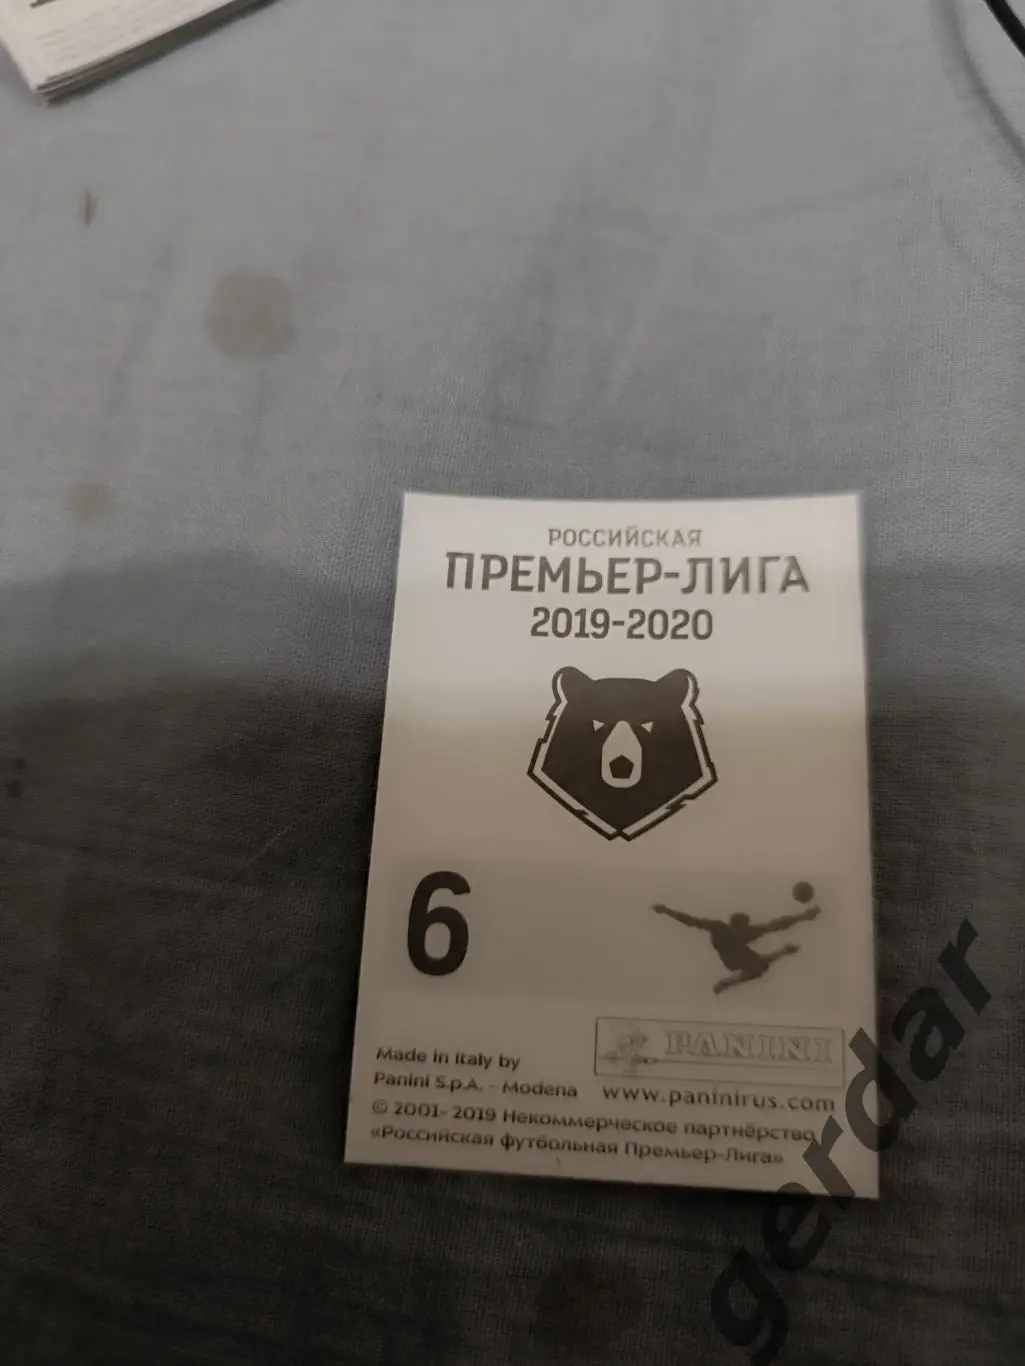 РОССИЙСКАЯ
ПРЕМЬЕР-ЛИГА
2019-2020
6
PANINI
Made in Italy by
Panini S.p.A. - Modena
www.paninirus.com
© 2001- 2019 Некоммерческое партнёрство
«Российская футбольная Премьер-Лига»
gerdar